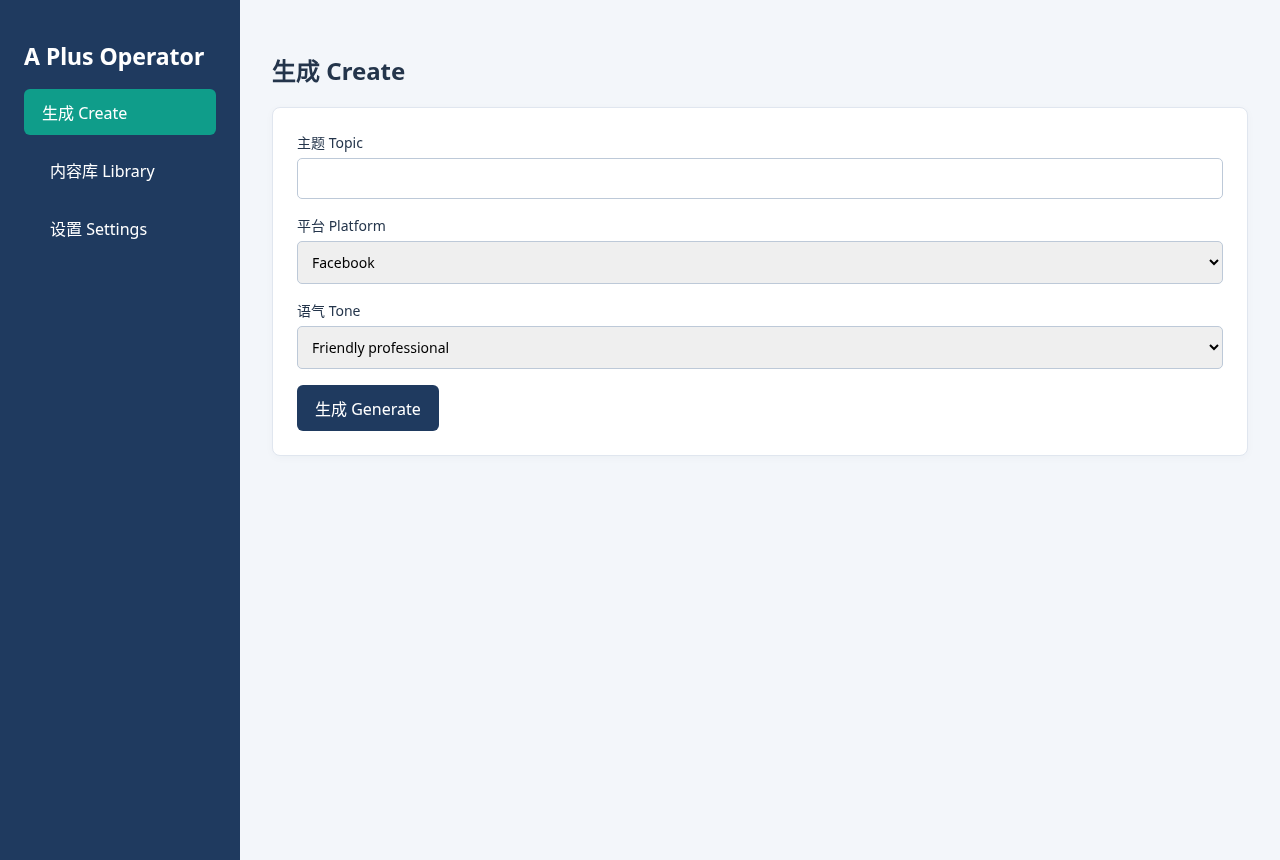 A Plus Operator
生成 Create
内容库 Library
设置 Settings
生成 Create
主题 Topic
平台 Platform
Facebook
语气 Tone
Friendly professional
生成 Generate